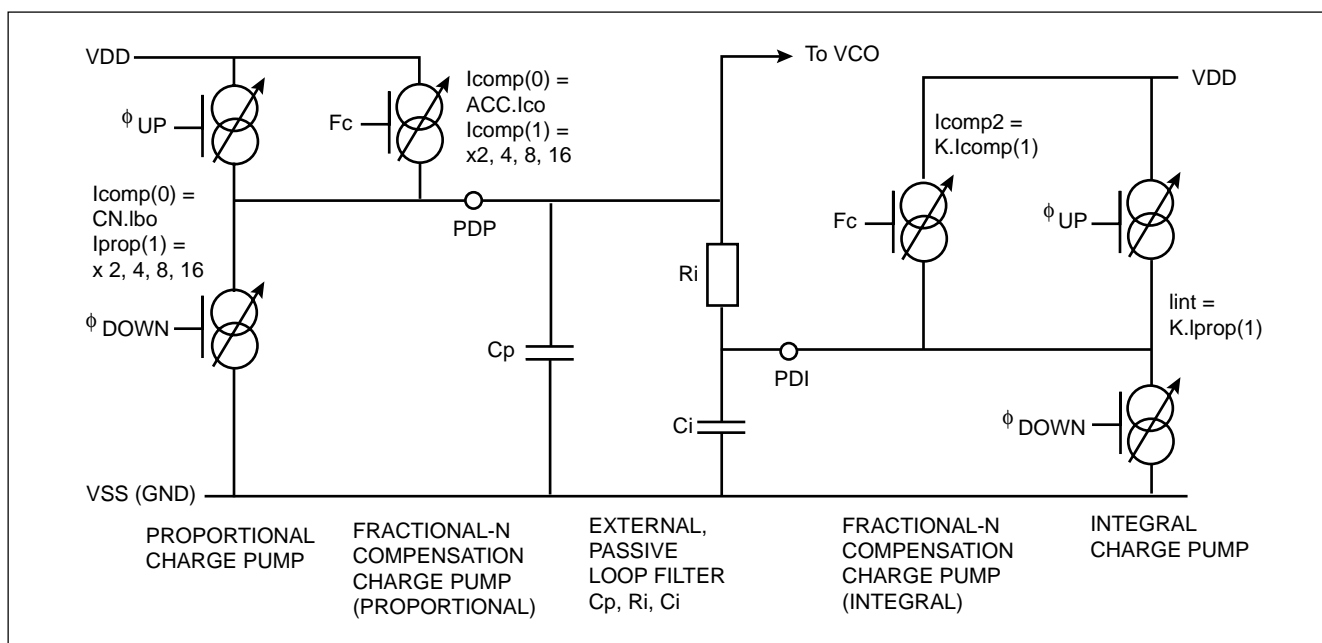 VDD
ϕ UP
Icomp(0) =
CN.Ibo
Iprop(1) =
x 2, 4, 8, 16
ϕ DOWN
Fc
Icomp(0) =
ACC.Ico
Icomp(1) =
x2, 4, 8, 16
PDP
Cp
To VCO
Ri
Ci
PDI
Icomp2 =
K.Icomp(1)
Fc
VDD
ϕ UP
Iint =
K.Iprop(1)
ϕ DOWN
VSS (GND)
PROPORTIONAL
CHARGE PUMP
FRACTIONAL-N
COMPENSATION
CHARGE PUMP
(PROPORTIONAL)
EXTERNAL,
PASSIVE
LOOP FILTER
Cp, Ri, Ci
FRACTIONAL-N
COMPENSATION
CHARGE PUMP
(INTEGRAL)
INTEGRAL
CHARGE PUMP